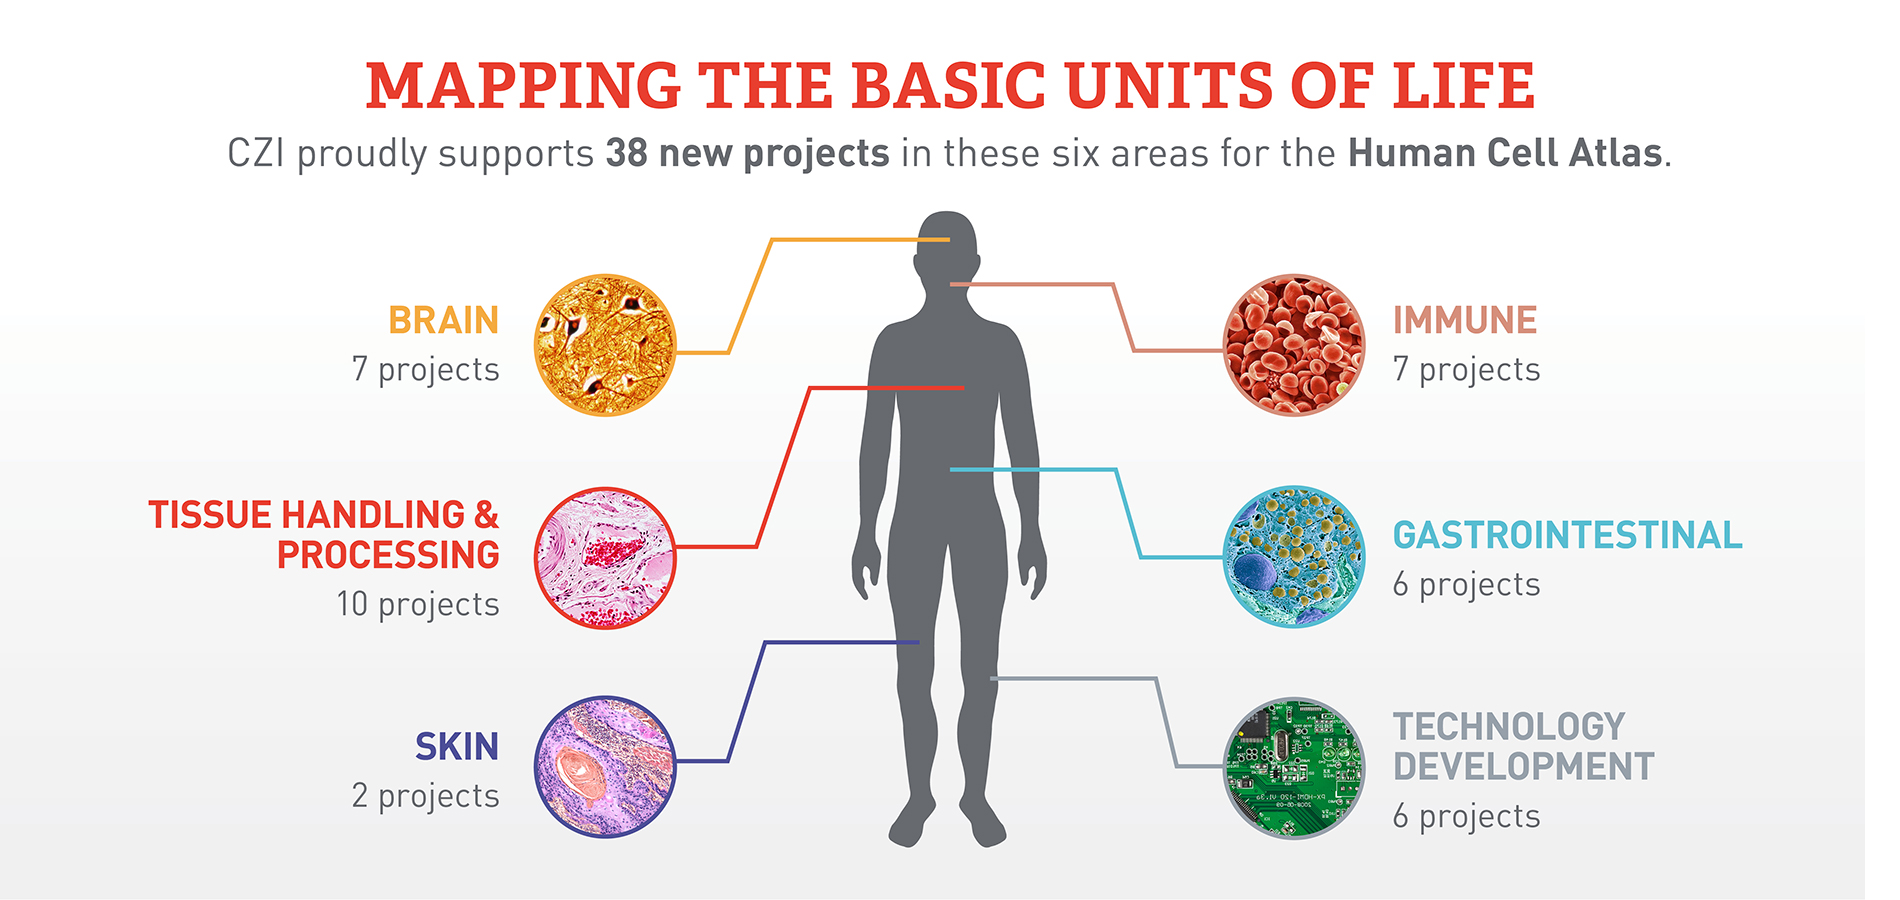 MAPPING THE BASIC UNITS OF LIFE
CZI proudly supports 38 new projects in these six areas for the Human Cell Atlas.
BRAIN
7 projects
IMMUNE
7 projects
TISSUE HANDLING &
PROCESSING
10 projects
GASTROINTESTINAL
6 projects
SKIN
2 projects
TECHNOLOGY
DEVELOPMENT
6 projects